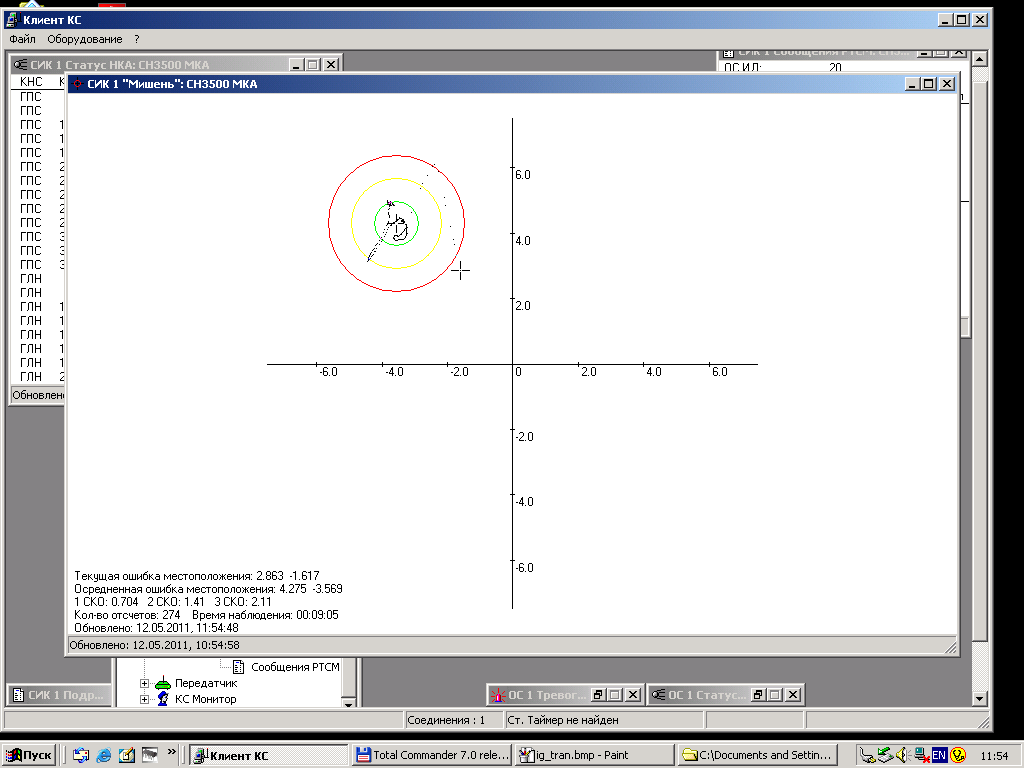 Клиент КС
Файл Оборудование ?
СИК 1 Статус НКА: СН3500 МКА
СИК 1 Сообщения РТСМ: СН3...
ОС ИЛ: 20
КНС
СИК 1 "Мишень": СН3500 МКА
ГПС
ГПС
ГПС 1
ГПС 1
ГПС 1
ГПС 2
ГПС 2
ГПС 2
ГПС 2
ГПС 2
ГПС 3
ГПС 3
ГПС 3
ГЛН
ГЛН
ГЛН 1
ГЛН 1
ГЛН 1
ГЛН 1
ГЛН 1
ГЛН 2
Обновлено
6.0
4.0
2.0
-6.0 -4.0 -2.0 0 2.0 4.0 6.0
-2.0
-4.0
-6.0
Текущая ошибка местоположения: 2.863 -1.617
Осредненная ошибка местоположения: 4.275 -3.569
1 СКО: 0.704 2 СКО: 1.41 3 СКО: 2.11
Кол-во отсчетов: 274 Время наблюдения: 00:09:05
Обновлено: 12.05.2011, 11:54:48
Обновлено: 12.05.2011, 10:54:58
Сообщения РТСМ
Передатчик
КС Монитор
СИК 1 Подр...
ОС 1 Тревог...
ОС 1 Статус...
Соединения : 1 Ст. Таймер не найден
Пуск
Клиент КС
Total Commander 7.0 rele...
ig_tran.bmp - Paint
C:\Documents and Settin...
EN
11:54